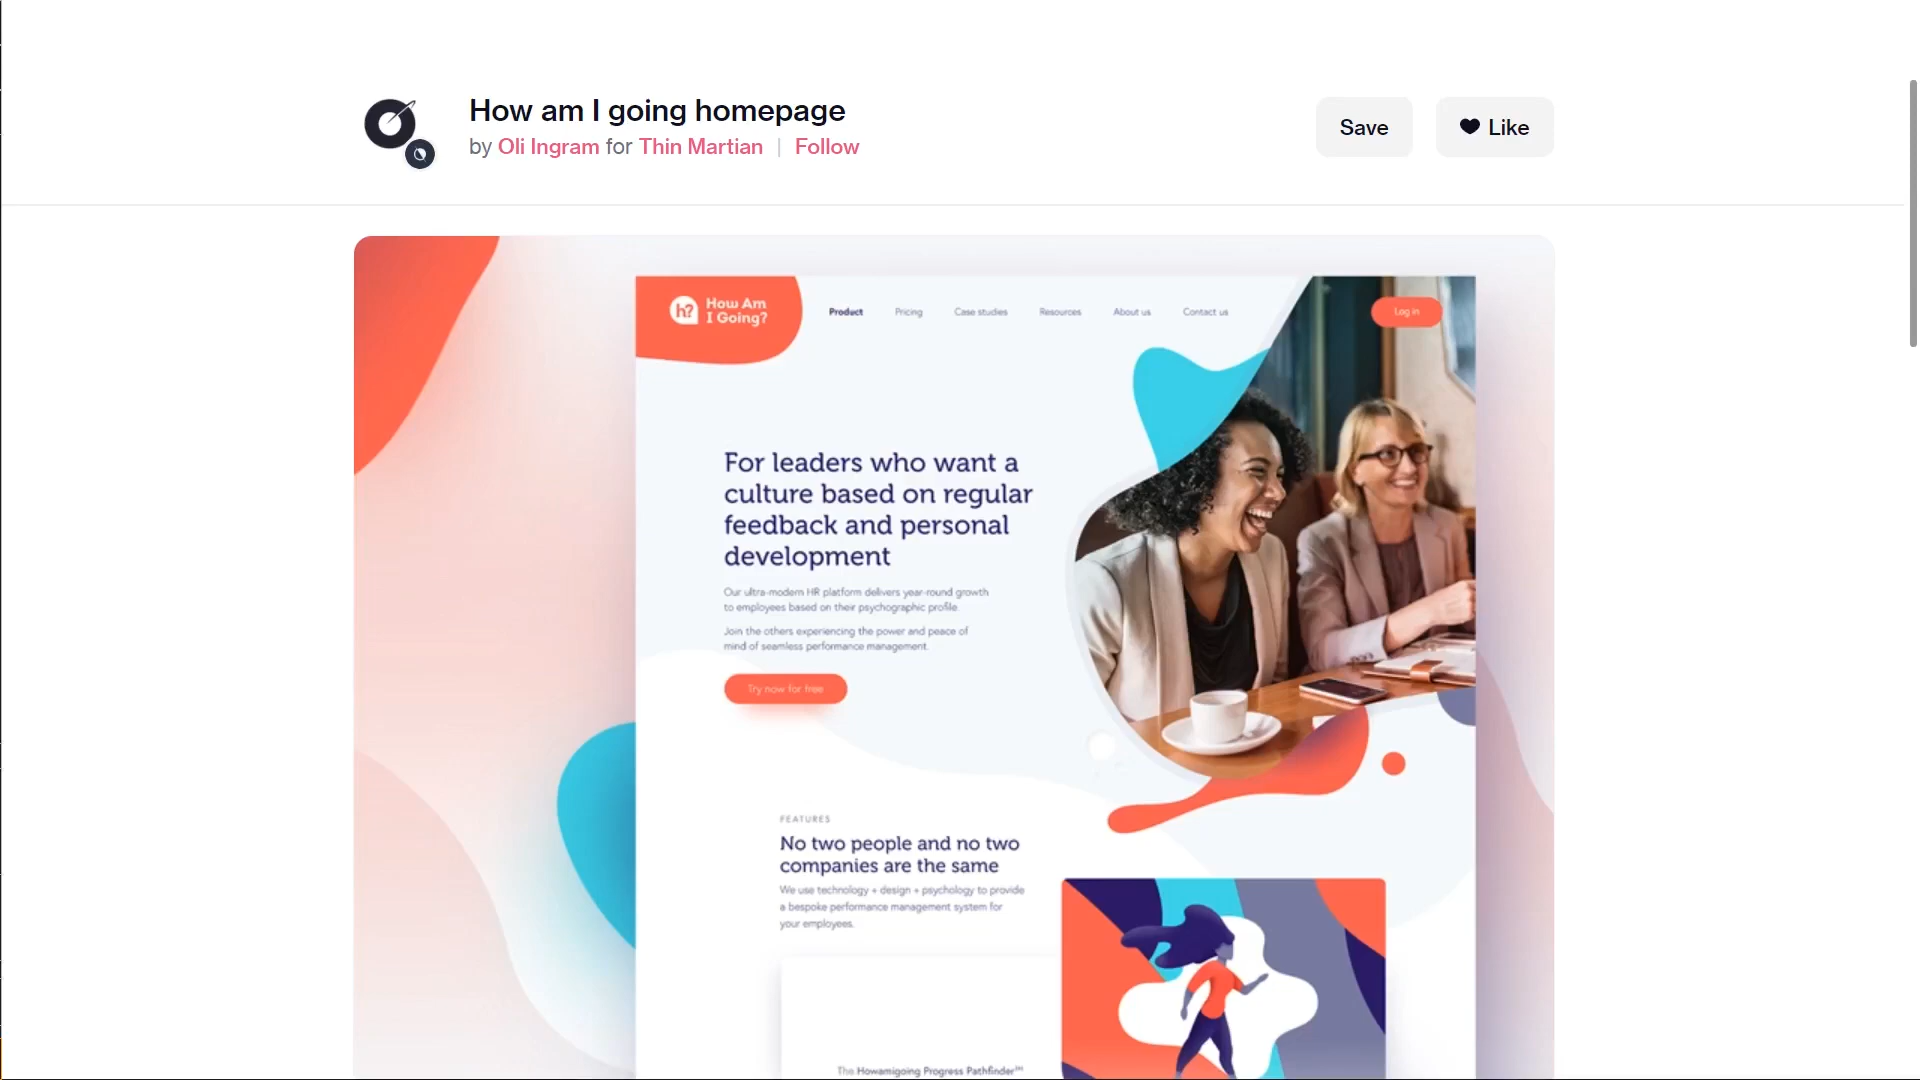 How am I going homepage
by Oli Ingram for Thin Martian | Follow
Save
Like
h? How Am
I Going?
Product
Pricing
Case studies
Resources
About us
Contact us
Log in
For leaders who want a
culture based on regular
feedback and personal
development
Our ultra-modern HR platform delivers year-round growth
to employees based on their psychographic profile.
Join the others experiencing the power and peace of
mind of seamless performance management.
Try now for free
FEATURES
No two people and no two
companies are the same
We use technology + design + psychology to provide
a bespoke performance management system for
your employees.
The Howamigoing Progress Pathfinder℠